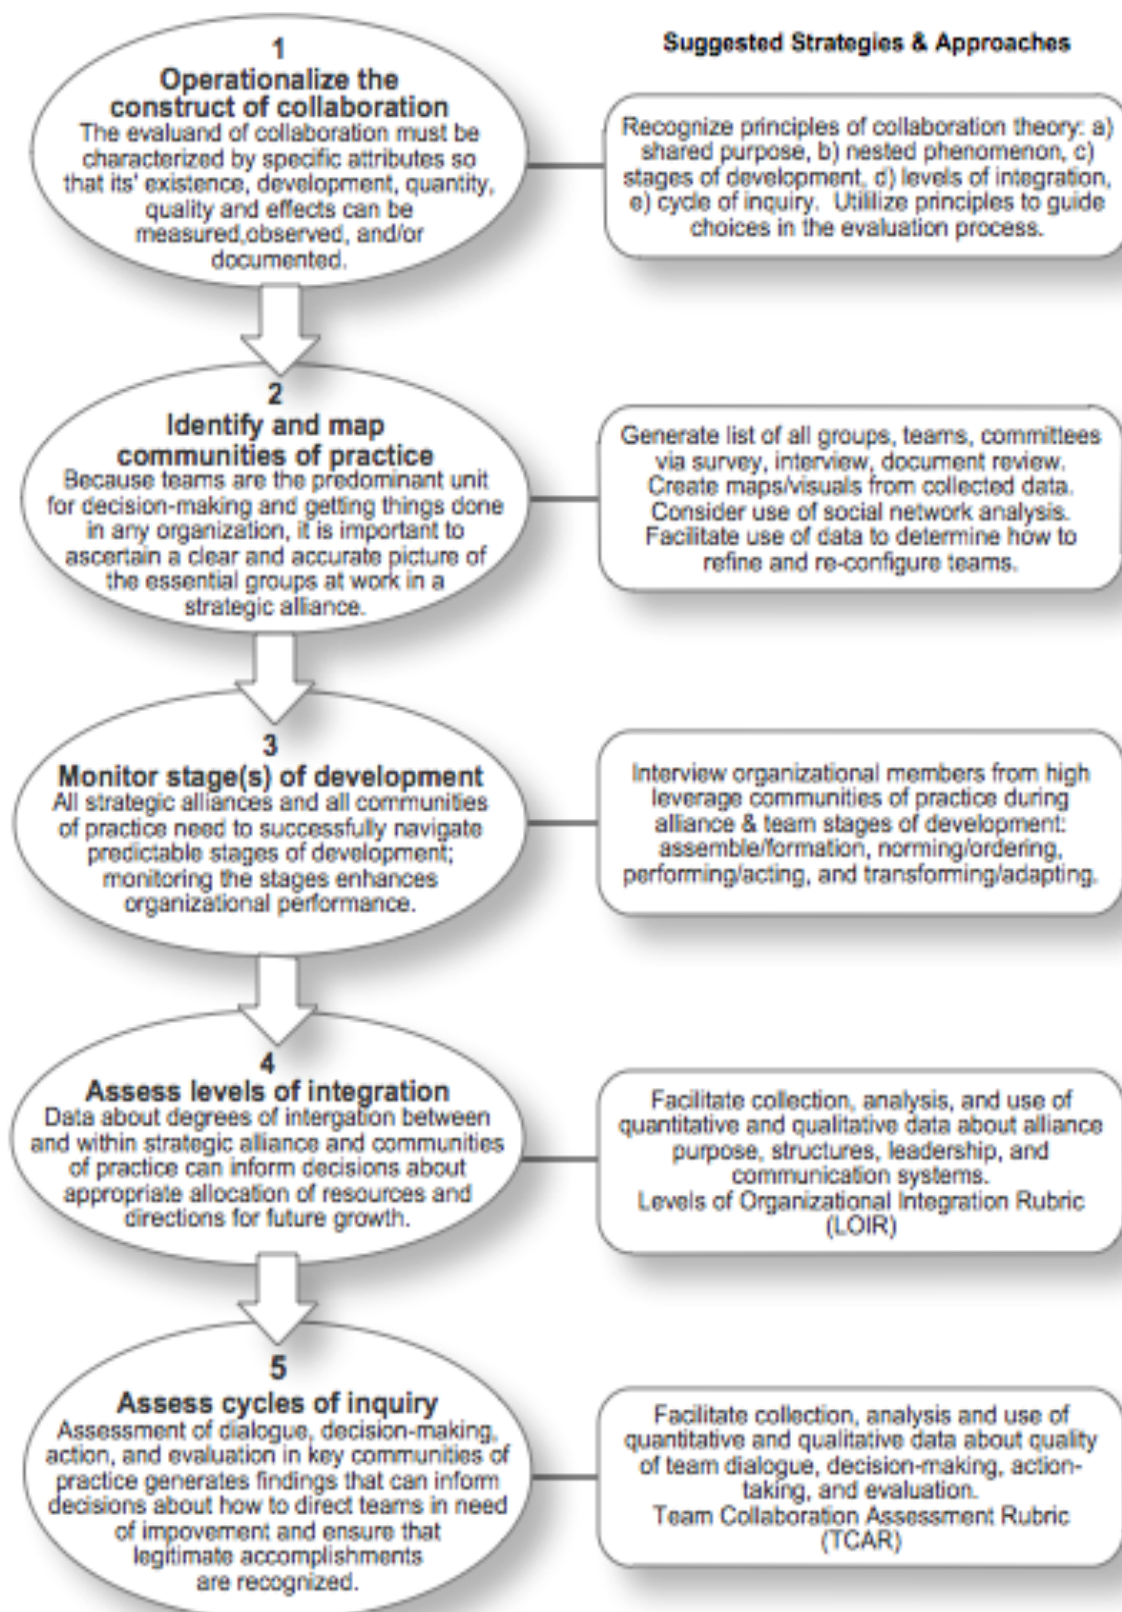 Suggested Strategies & Approaches
1
Operationalize the
construct of collaboration
The evaluand of collaboration must be
characterized by specific attributes so
that its' existence, development, quantity,
quality and effects can be
measured,observed, and/or
documented.
Recognize principles of collaboration theory: a)
shared purpose, b) nested phenomenon, c)
stages of development, d) levels of integration,
e) cycle of inquiry. Utililize principles to guide
choices in the evaluation process.
2
Identify and map
communities of practice
Because teams are the predominant unit
for decision-making and getting things done
in any organization, it is important to
ascertain a clear and accurate picture of
the essential groups at work in a
strategic alliance.
Generate list of all groups, teams, committees
via survey, interview, document review.
Create maps/visuals from collected data.
Consider use of social network analysis.
Facilitate use of data to determine how to
refine and re-configure teams.
3
Monitor stage(s) of development
All strategic alliances and all communities
of practice need to successfully navigate
predictable stages of development;
monitoring the stages enhances
organizational performance.
Interview organizational members from high
leverage communities of practice during
alliance & team stages of development:
assemble/formation, norming/ordering,
performing/acting, and transforming/adapting.
4
Assess levels of integration
Data about degrees of intergation between
and within strategic alliance and communities
of practice can inform decisions about
appropriate allocation of resources and
directions for future growth.
Facilitate collection, analysis, and use of
quantitative and qualitative data about alliance
purpose, structures, leadership, and
communication systems.
Levels of Organizational Integration Rubric
(LOIR)
5
Assess cycles of inquiry
Assessment of dialogue, decision-making,
action, and evaluation in key communities of
practice generates findings that can inform
decisions about how to direct teams in need
of impovement and ensure that
legitimate accomplishments
are recognized.
Facilitate collection, analysis and use of
quantitative and qualitative data about quality
of team dialogue, decision-making, action-
taking, and evaluation.
Team Collaboration Assessment Rubric
(TCAR)